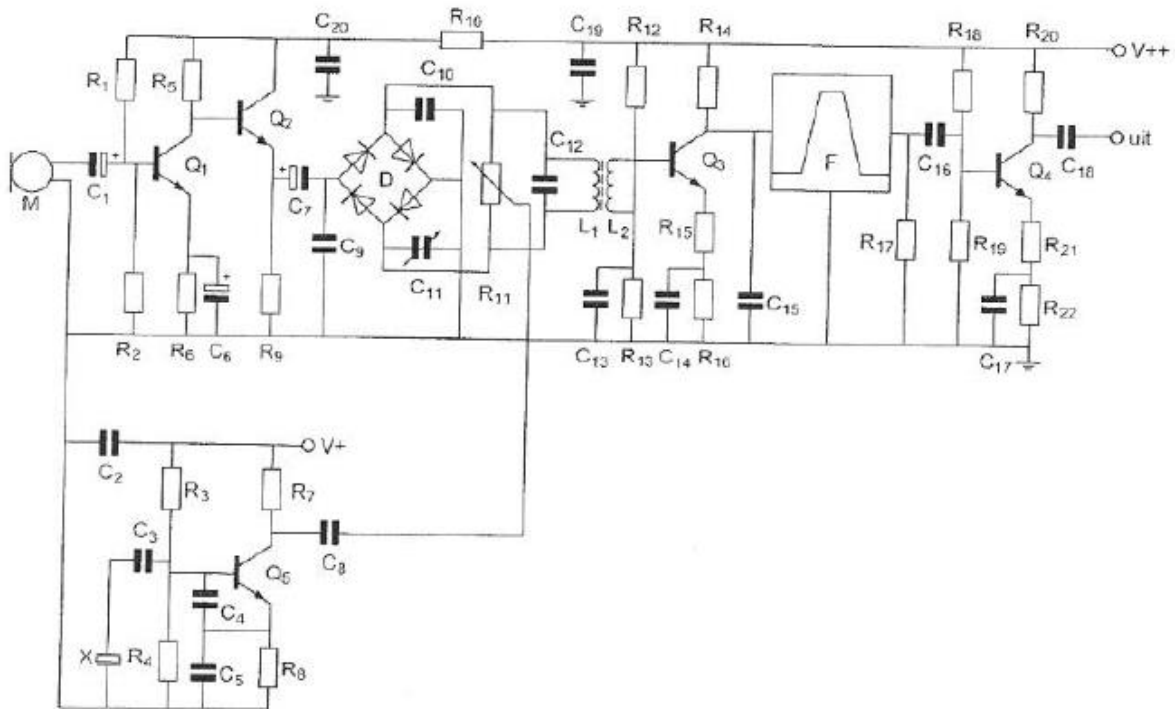 C20
R10
C19
R12
R14
R18
R20
V++
R1
R5
Q2
C10
C12
Q3
F
C16
C18
uit
Q4
M
C1
Q1
C7
D
C9
C11
R11
L1
L2
R15
C15
R17
R19
R21
R22
R2
R6
C6
R9
C13
R13
C14
R16
C17
C2
V+
R3
R7
C3
C8
Q5
C4
X
R4
C5
R8
+
+
+